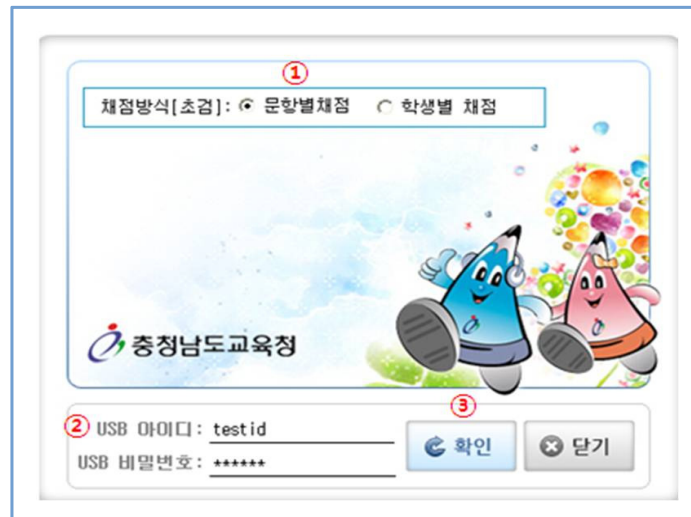 ①
채점방식[초검]: 문항별채점 학생별 채점
충청남도교육청
③
② USB 아이디: testid
확인 닫기
USB 비밀번호: ******